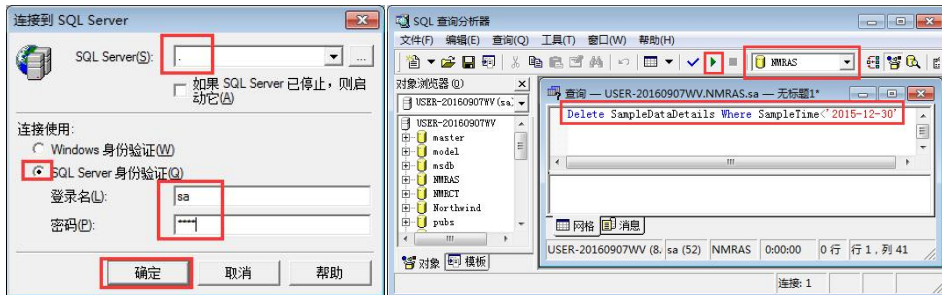 连接到 SQL Server
SQL Server(S): .
...
如果 SQL Server 已停止，则启
动它(A)
连接使用:
Windows 身份验证(W)
SQL Server 身份验证(Q)
登录名(L): sa
密码(P): ****
确定 取消 帮助
SQL 查询分析器
文件(F) 编辑(E) 查询(Q) 工具(T) 窗口(W) 帮助(H)
NMRAS
对象浏览器(O)
USER-20160907WV(sa)
USER-20160907WV
master
model
msdb
NMRAS
NMRCT
Northwind
pubs
对象 模板
查询 — USER-20160907WV.NMRAS.sa — 无标题1*
Delete SampleDataDetails Where SampleTime<'2015-12-30'
网格 消息
USER-20160907WV (8. sa (52) NMRAS 0:00:00 0 行 行 1，列 41
连接: 1